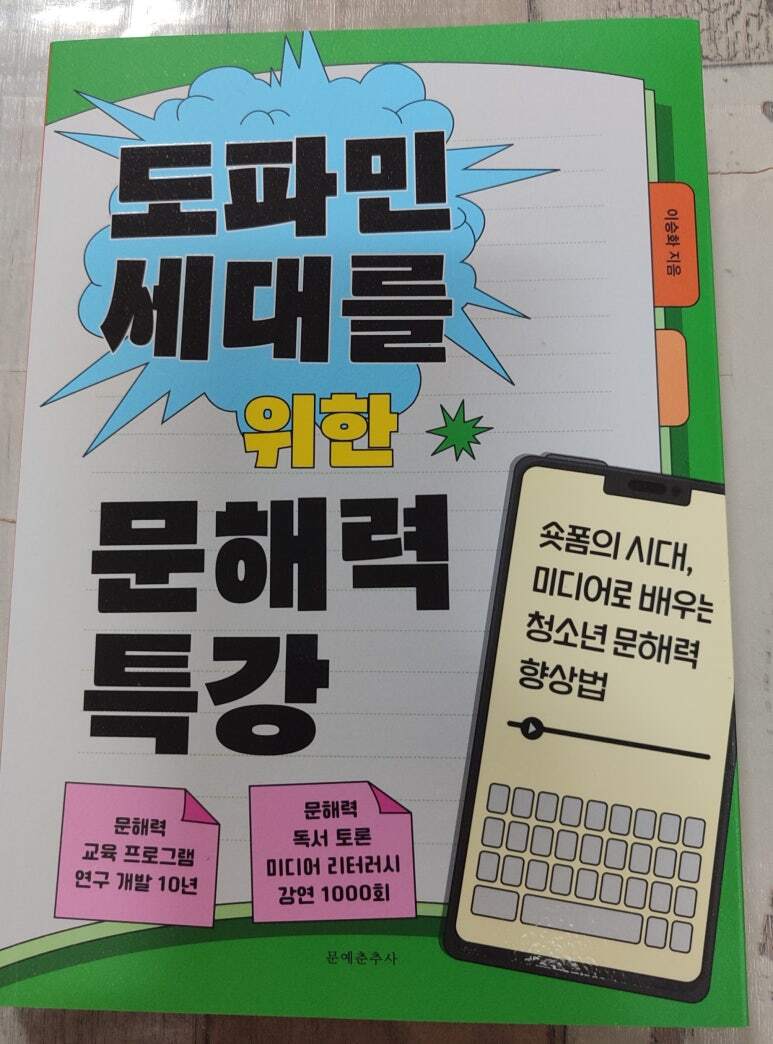 도파민
세대를
위한
문해력
특강
이승화 지음
숏폼의 시대,
미디어로 배우는
청소년 문해력
향상법
문해력
교육 프로그램
연구 개발 10년
문해력
독서 토론
미디어 리터러시
강연 1000회
문예춘추사